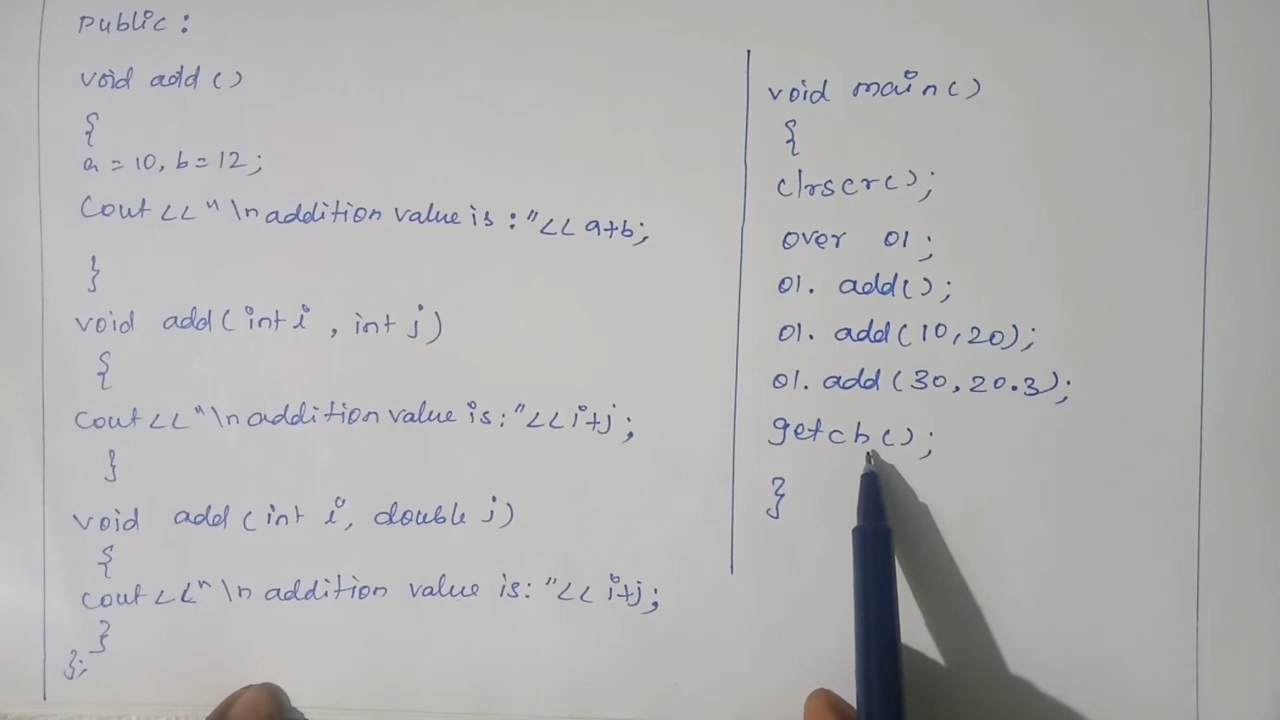 Public :
void add ()
{
a = 10, b = 12 ;
Cout << "\n addition value is : " << a+b;
}
void add ( int i , int j )
{
Cout << "\n addition value is : " << i+j ;
}
void add ( int i, double j )
{
cout << "\n addition value is : " << i+j ;
}
};
void main ()
{
clrscr ();
over o1 ;
o1. add ();
o1. add ( 10, 20 );
o1. add ( 30, 20.3 );
getch ();
}